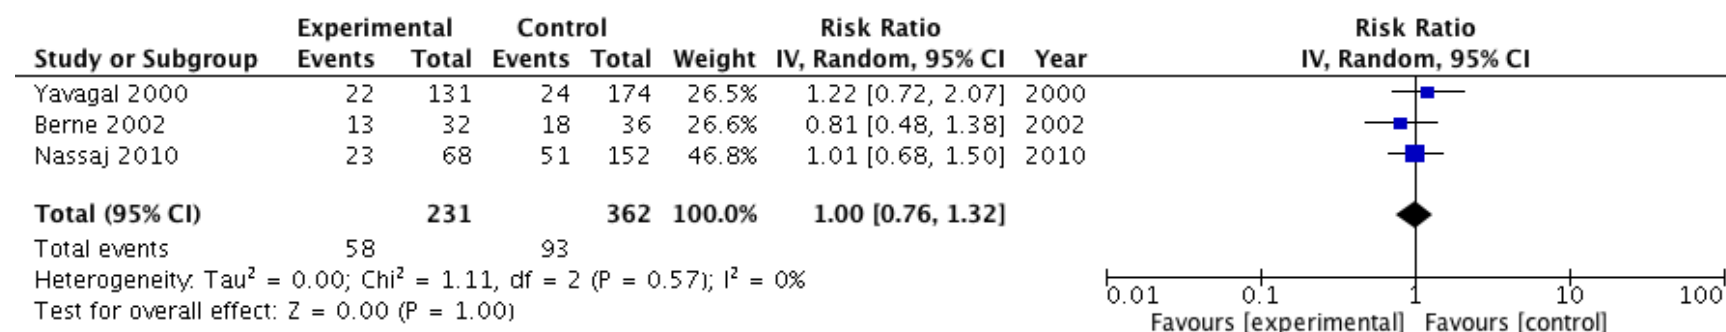 Experimental Control Risk Ratio Risk Ratio
Study or Subgroup Events Total Events Total Weight IV, Random, 95% CI Year IV, Random, 95% CI
Yavagal 2000 22 131 24 174 26.5% 1.22 [0.72, 2.07] 2000
Berne 2002 13 32 18 36 26.6% 0.81 [0.48, 1.38] 2002
Nassaj 2010 23 68 51 152 46.8% 1.01 [0.68, 1.50] 2010
Total (95% CI) 231 362 100.0% 1.00 [0.76, 1.32]
Total events 58 93
Heterogeneity: Tau² = 0.00; Chi² = 1.11, df = 2 (P = 0.57); I² = 0%
Test for overall effect: Z = 0.00 (P = 1.00)
0.01 0.1 1 10 100
Favours [experimental] Favours [control]